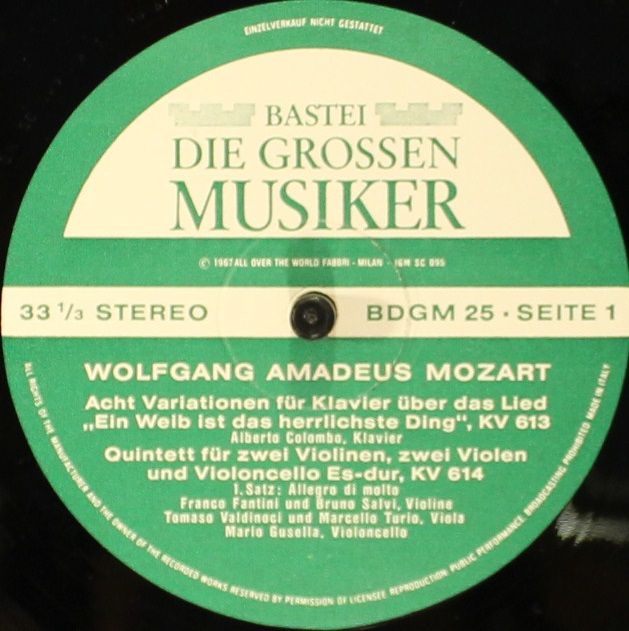 EINZELVERKAUF NICHT GESTATTET
BASTEI
DIE GROSSEN
MUSIKER
© 1967 ALL OVER THE WORLD FABBRI - MILAN - IGM SC 095
33 1/3 STEREO
BDGM 25 · SEITE 1
WOLFGANG AMADEUS MOZART
Acht Variationen für Klavier über das Lied
„Ein Weib ist das herrlichste Ding", KV 613
Alberto Colombo, Klavier
Quintett für zwei Violinen, zwei Violen
und Violoncello Es-dur, KV 614
1.Satz: Allegro di molto
Franco Fantini und Bruno Salvi, Violine
Tomaso Valdinoci und Marcello Turio, Viola
Mario Gusella, Violoncello
ALL RIGHTS OF THE MANUFACTURER AND THE OWNER OF THE RECORDED WORKS RESERVED BY PERMISSION OF LICENSEE REPRODUCTION, PUBLIC PERFORMANCE, BROADCASTING PROHIBITED MADE IN ITALY